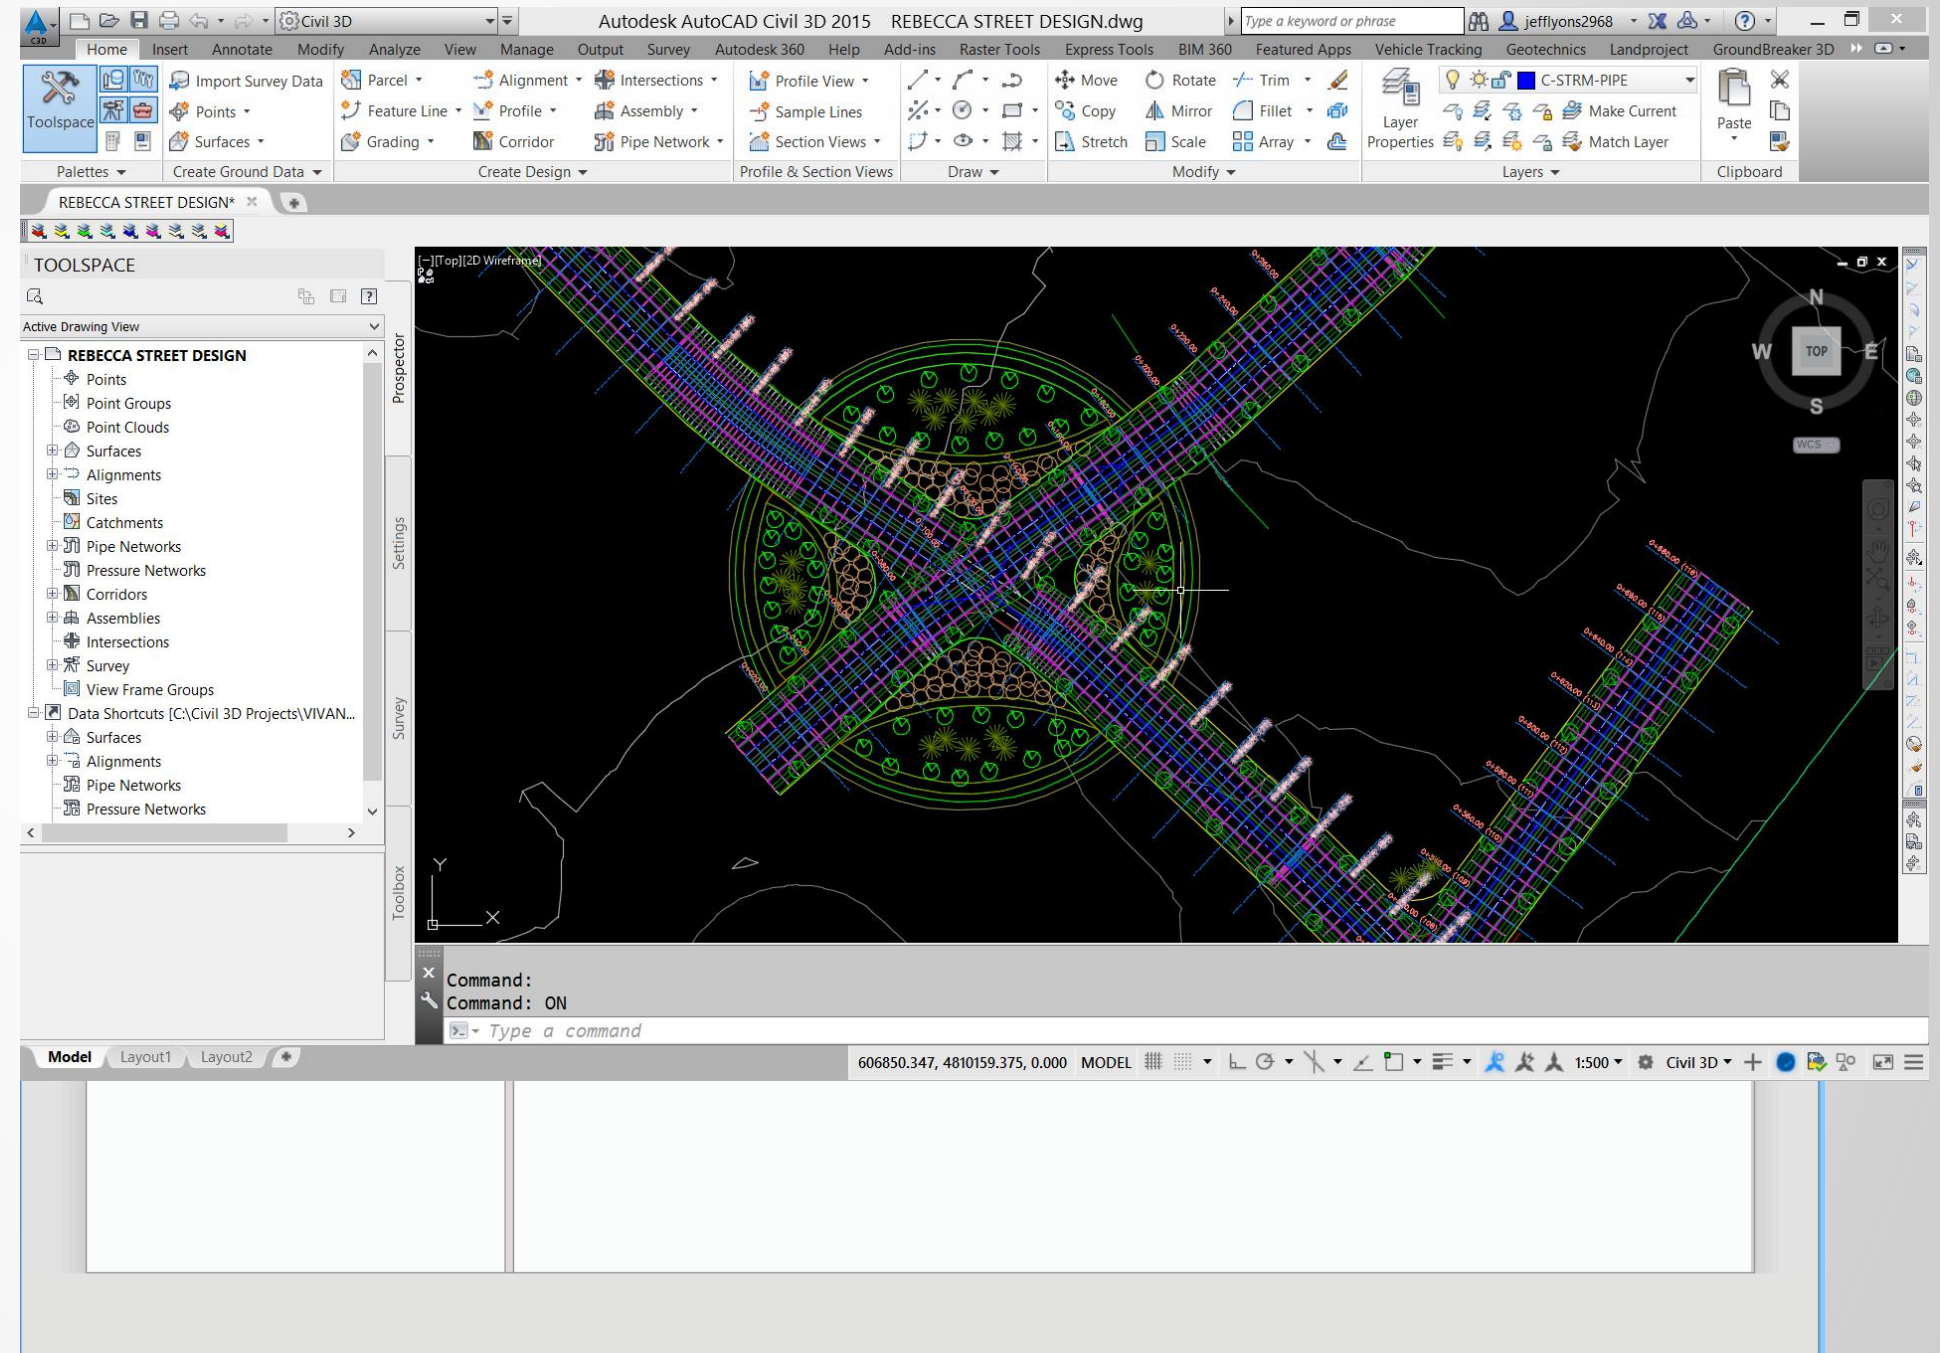 Civil 3D
Autodesk AutoCAD Civil 3D 2015 REBECCA STREET DESIGN.dwg
Type a keyword or phrase
jefflyons2968
C3D
Home Insert Annotate Modify Analyze View Manage Output Survey Autodesk 360 Help Add-ins Raster Tools Express Tools BIM 360 Featured Apps Vehicle Tracking Geotechnics Landproject GroundBreaker 3D
Import Survey Data Parcel Alignment Intersections Profile View Move Rotate Trim C-STRM-PIPE
Toolspace Points Feature Line Profile Assembly Sample Lines Copy Mirror Fillet Layer Properties Make Current Paste
Surfaces Grading Corridor Pipe Network Section Views Stretch Scale Array Match Layer
Palettes Create Ground Data Create Design Profile & Section Views Draw Modify Layers Clipboard
REBECCA STREET DESIGN*
TOOLSPACE
Active Drawing View
REBECCA STREET DESIGN
Points
Point Groups
Point Clouds
Surfaces
Alignments
Sites
Catchments
Pipe Networks
Pressure Networks
Corridors
Assemblies
Intersections
Survey
View Frame Groups
Data Shortcuts [C:\Civil 3D Projects\VIVAN...
Surfaces
Alignments
Pipe Networks
Pressure Networks
Prospector
Settings
Survey
Toolbox
[−][Top][2D Wireframe]
N
W TOP E
S
WCS
Y
X
Command:
Command: ON
Type a command
Model Layout1 Layout2
606850.347, 4810159.375, 0.000 MODEL 1:500 Civil 3D